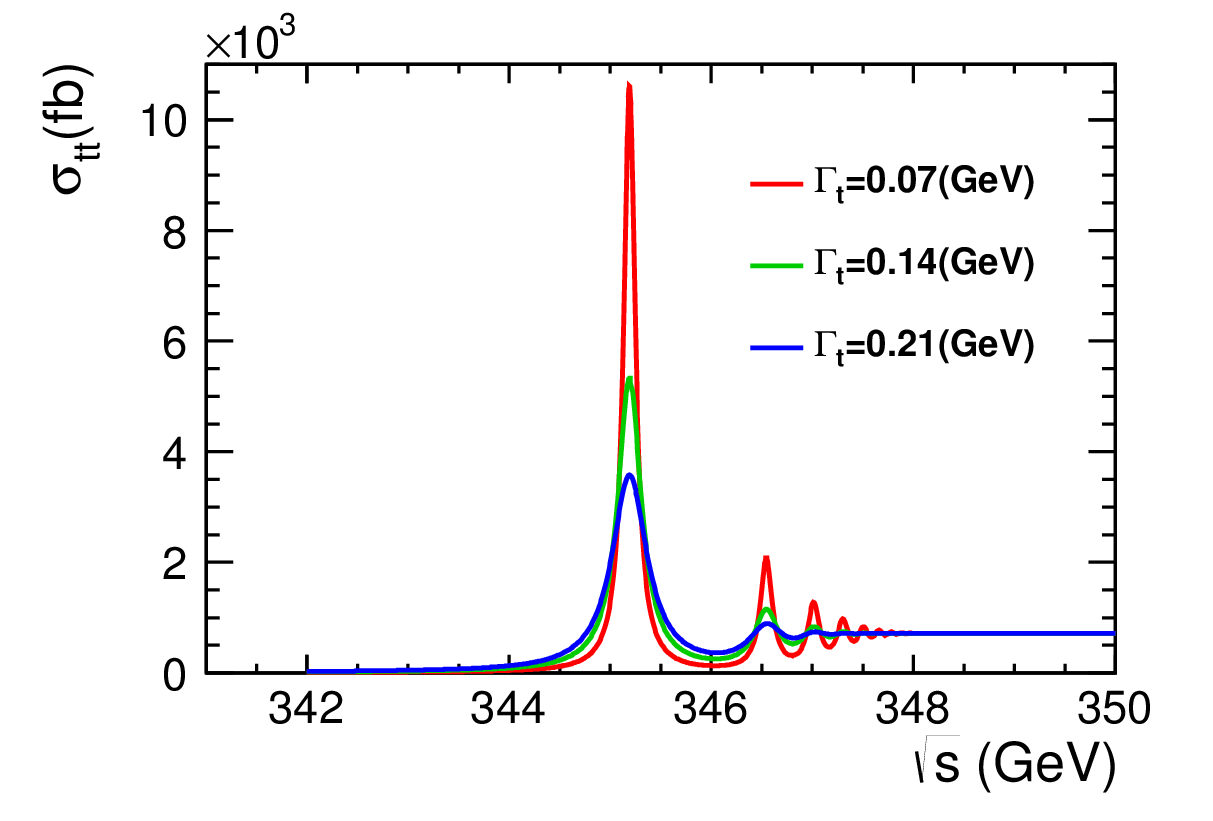 ×10³
σtt(fb)
10
8
6
4
2
0
Γt=0.07(GeV)
Γt=0.14(GeV)
Γt=0.21(GeV)
342 344 346 348 350
√s (GeV)